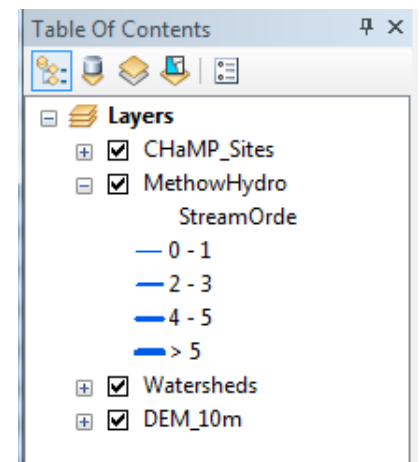 Table Of Contents
Layers
CHaMP_Sites
MethowHydro
StreamOrde
0 - 1
2 - 3
4 - 5
> 5
Watersheds
DEM_10m